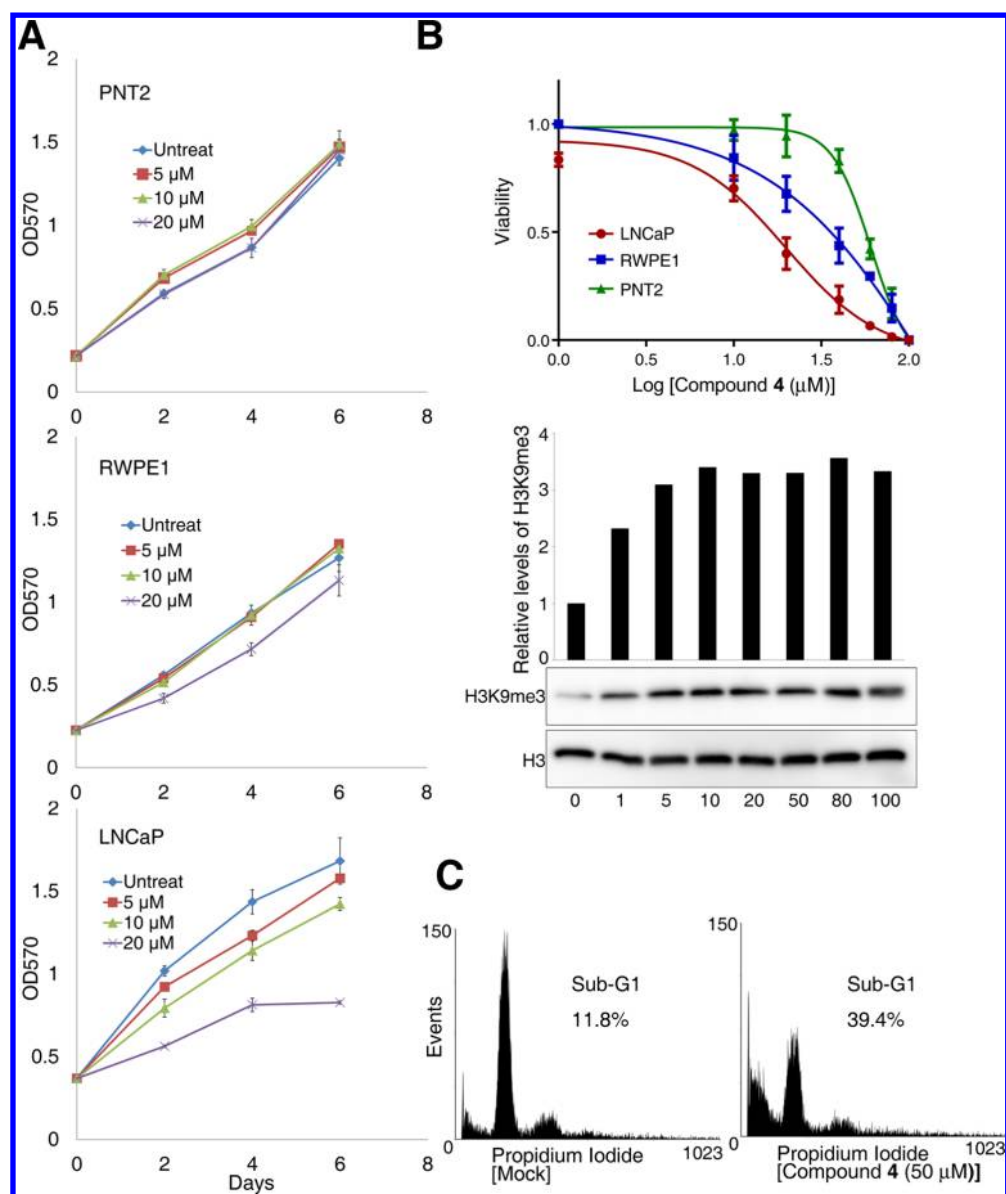 A
2
PNT2
1.5
Untreat
5 µM
10 µM
20 µM
1
OD570
0.5
0
0 2 4 6 8
2
RWPE1
1.5
Untreat
5 µM
10 µM
20 µM
1
OD570
0.5
0
0 2 4 6 8
2
LNCaP
Untreat
5 µM
10 µM
20 µM
1.5
1
OD570
0.5
0
0 2 4 6 8
Days
B
1.0
Viability
0.5
LNCaP
RWPE1
PNT2
0.0
0.0 0.5 1.0 1.5 2.0
Log [Compound 4 (µM)]
Relative levels of H3K9me3
4
3
2
1
0
H3K9me3
H3
0 1 5 10 20 50 80 100
C
150
Events
Sub-G1
11.8%
0
Propidium Iodide 1023
[Mock]
150
Sub-G1
39.4%
0
Propidium Iodide 1023
[Compound 4 (50 µM)]